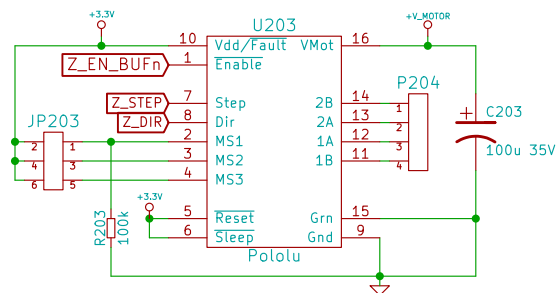 +3.3V
U203
+V_MOTOR
10 Vdd/Fault VMot 16
Z_EN_BUFn 1 Enable
P204
Z_STEP 7 Step 2B 14 1
Z_DIR 8 Dir 2A 13 2
JP203
C203
+
100u 35V
2 1 2 MS1 1A 12 3
4 3 3 MS2 1B 11 4
6 5 4 MS3
+3.3V
R203
100k
5 Reset Grn 15
6 Sleep Gnd 9
Pololu